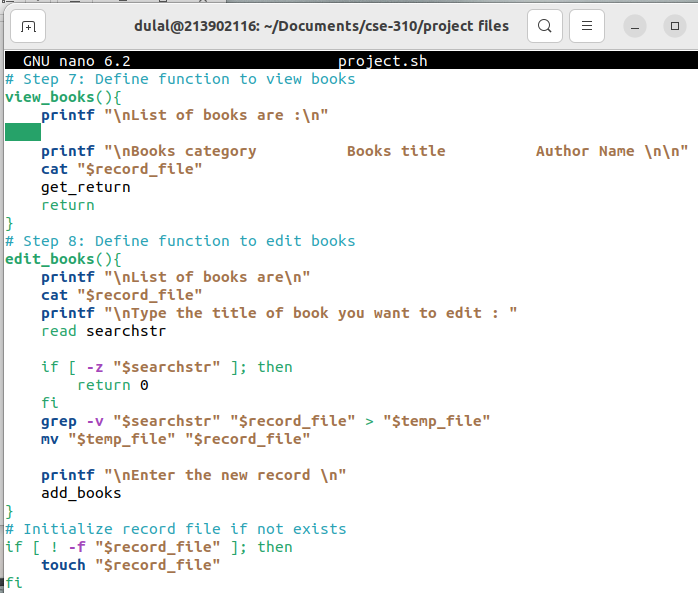 dulal@213902116: ~/Documents/cse-310/project files
GNU nano 6.2 project.sh
# Step 7: Define function to view books
view_books(){
    printf "\nList of books are :\n"
    printf "\nBooks category          Books title          Author Name \n\n"
    cat "$record_file"
    get_return
    return
}
# Step 8: Define function to edit books
edit_books(){
    printf "\nList of books are\n"
    cat "$record_file"
    printf "\nType the title of book you want to edit : "
    read searchstr
    if [ -z "$searchstr" ]; then
        return 0
    fi
    grep -v "$searchstr" "$record_file" > "$temp_file"
    mv "$temp_file" "$record_file"
    printf "\nEnter the new record \n"
    add_books
}
# Initialize record file if not exists
if [ ! -f "$record_file" ]; then
    touch "$record_file"
fi